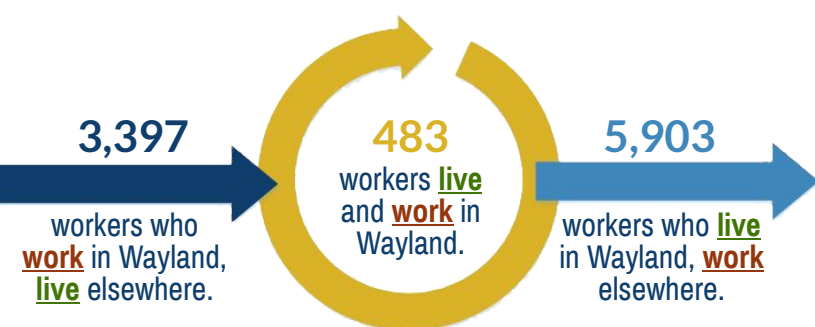 3,397
workers who
work in Wayland,
live elsewhere.
483
workers live
and work in
Wayland.
5,903
workers who live
in Wayland, work
elsewhere.